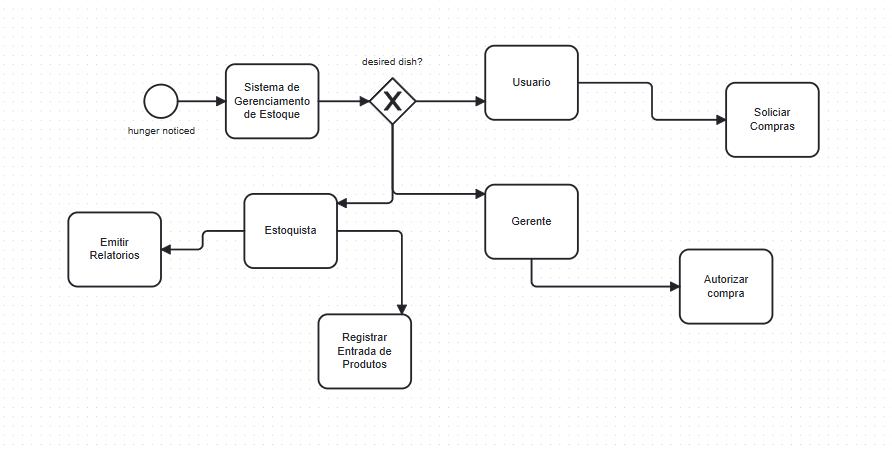 desired dish?
Sistema de
Gerenciamento
de Estoque
X
Usuario
Soliciar
Compras
hunger noticed
Estoquista
Gerente
Emitir
Relatorios
Autorizar
compra
Registrar
Entrada de
Produtos